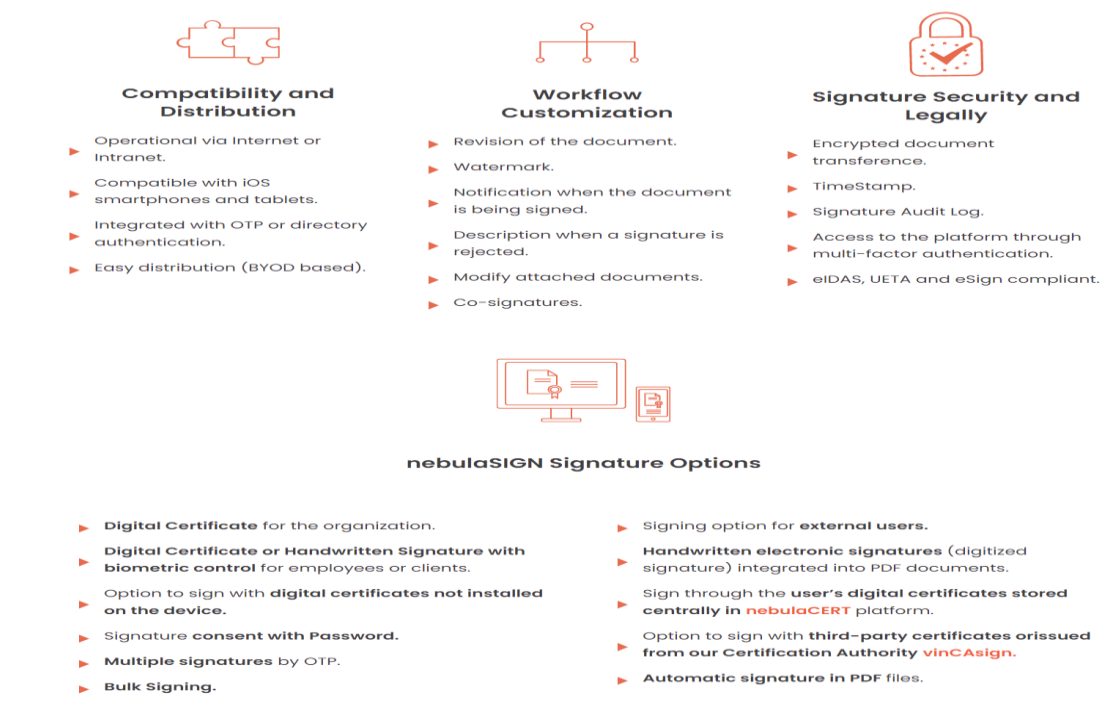 Compatibility and
Distribution
Operational via Internet or
Intranet.
Compatible with iOS
smartphones and tablets.
Integrated with OTP or directory
authentication.
Easy distribution (BYOD based).
Workflow
Customization
Revision of the document.
Watermark.
Notification when the document
is being signed.
Description when a signature is
rejected.
Modify attached documents.
Co-signatures.
Signature Security and
Legally
Encrypted document
transference.
TimeStamp.
Signature Audit Log.
Access to the platform through
multi-factor authentication.
eIDAS, UETA and eSign compliant.
nebulaSIGN Signature Options
Digital Certificate for the organization.
Digital Certificate or Handwritten Signature with
biometric control for employees or clients.
Option to sign with digital certificates not installed
on the device.
Signature consent with Password.
Multiple signatures by OTP.
Bulk Signing.
Signing option for external users.
Handwritten electronic signatures (digitized
signature) integrated into PDF documents.
Sign through the user's digital certificates stored
centrally in nebulaCERT platform.
Option to sign with third-party certificates orissued
from our Certification Authority vinCAsign.
Automatic signature in PDF files.